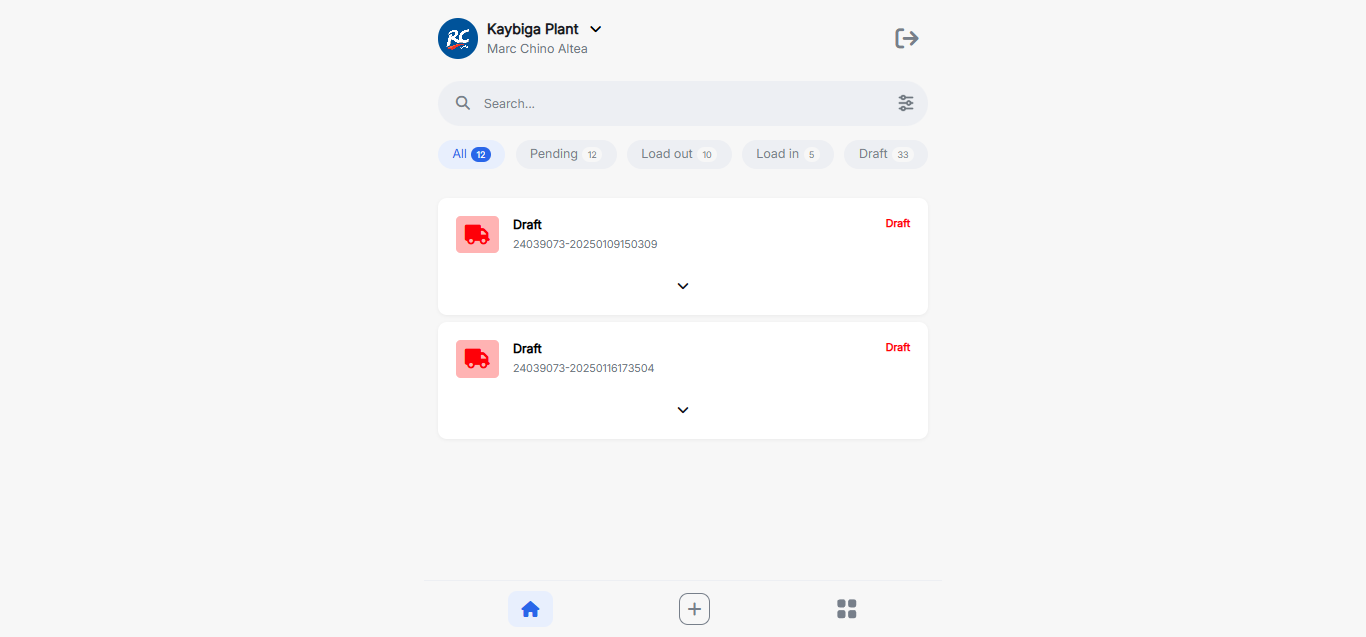 RC
Kaybiga Plant
Marc Chino Altea
Search...
All 12 Pending 12 Load out 10 Load in 5 Draft 33
Draft Draft
24039073-20250109150309
Draft Draft
24039073-20250116173504